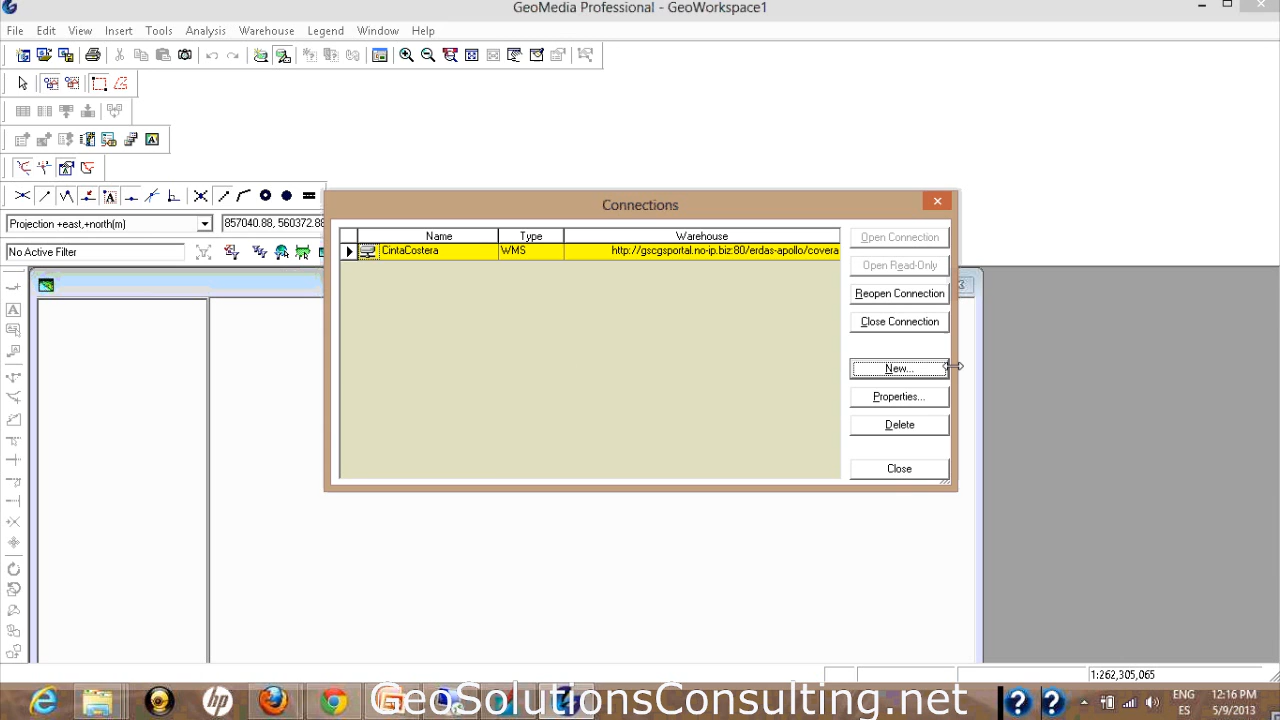 GeoMedia Professional - GeoWorkspace1
File Edit View Insert Tools Analysis Warehouse Legend Window Help
Projection +east,+north(m) 857040.88, 560372.88
No Active Filter
Connections
Name Type Warehouse
CintaCostera WMS http://gscgsportal.no-ip.biz:80/erdas-apollo/covera
Open Connection
Open Read-Only
Reopen Connection
Close Connection
New...
Properties...
Delete
Close
1:262,305,065
GeoSolutionsConsulting.net
ENG 12:16 PM
ES 5/9/2013